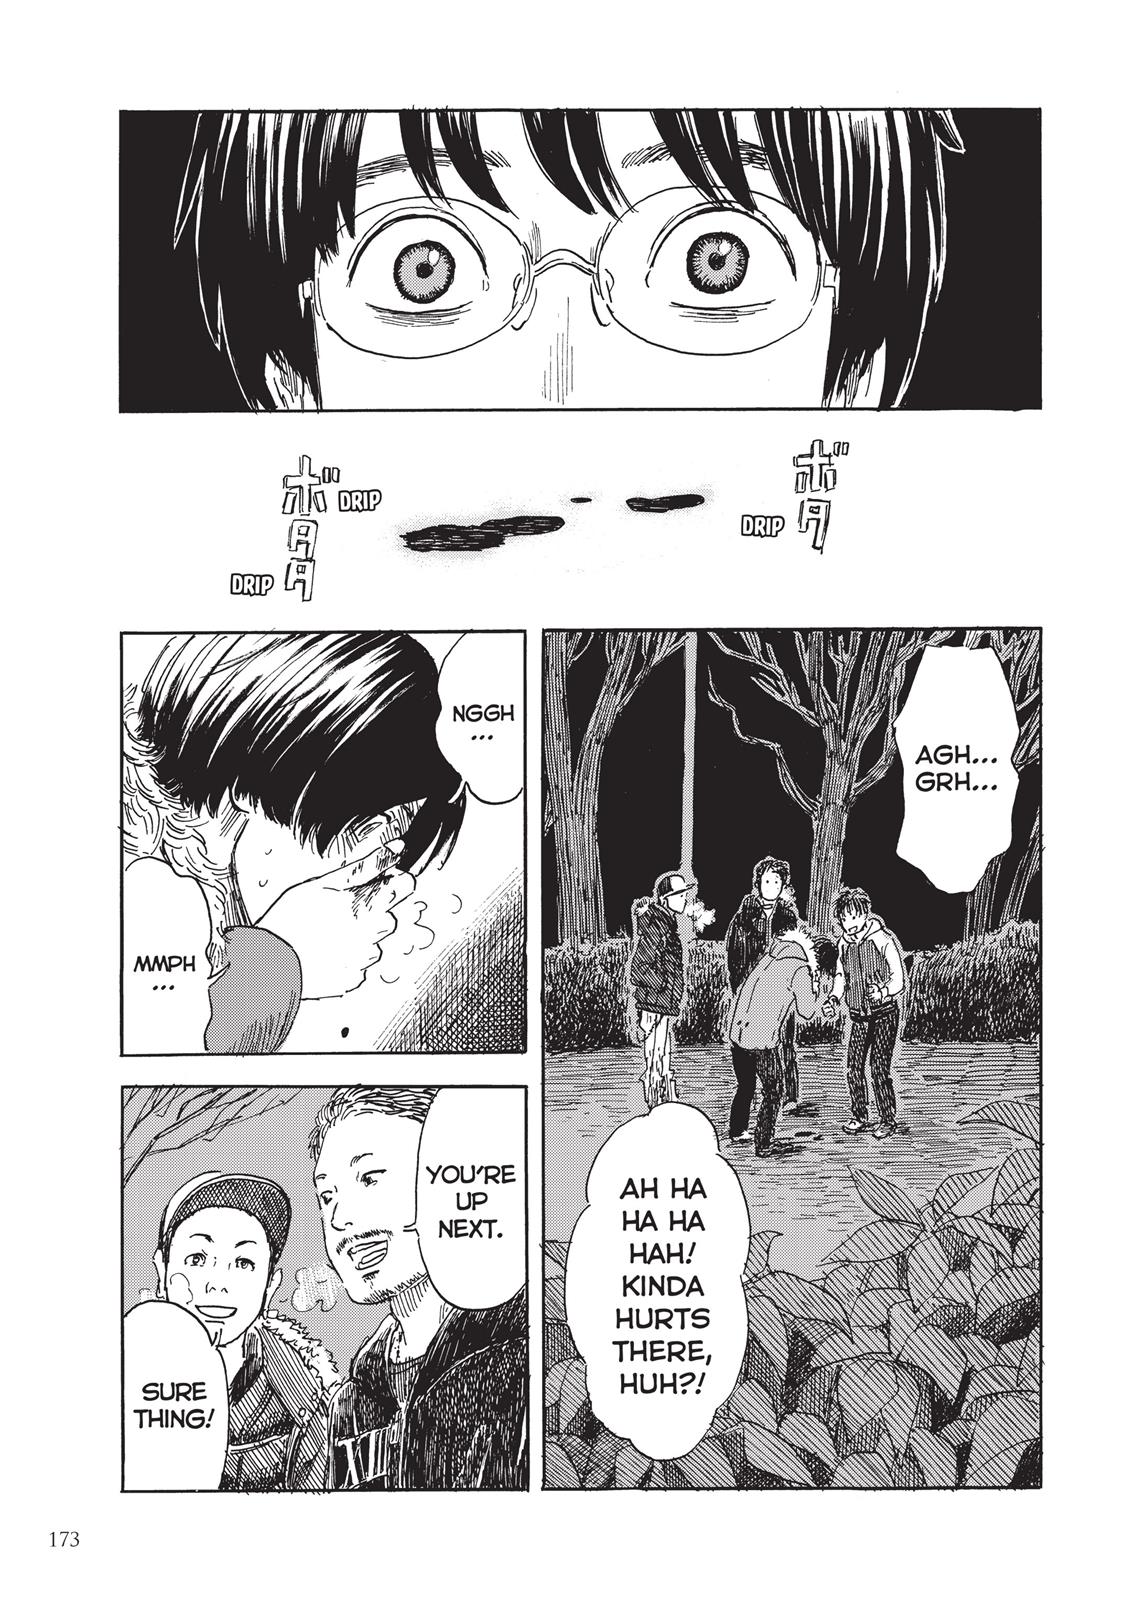 ボタ
DRIP
ボタタ
DRIP
DRIP
AGH...
GRH...
AH HA
HA HA
HAH!
KINDA
HURTS
THERE,
HUH?!
NGGH
...
MMPH
...
YOU'RE
UP
NEXT.
SURE
THING!
XII
173